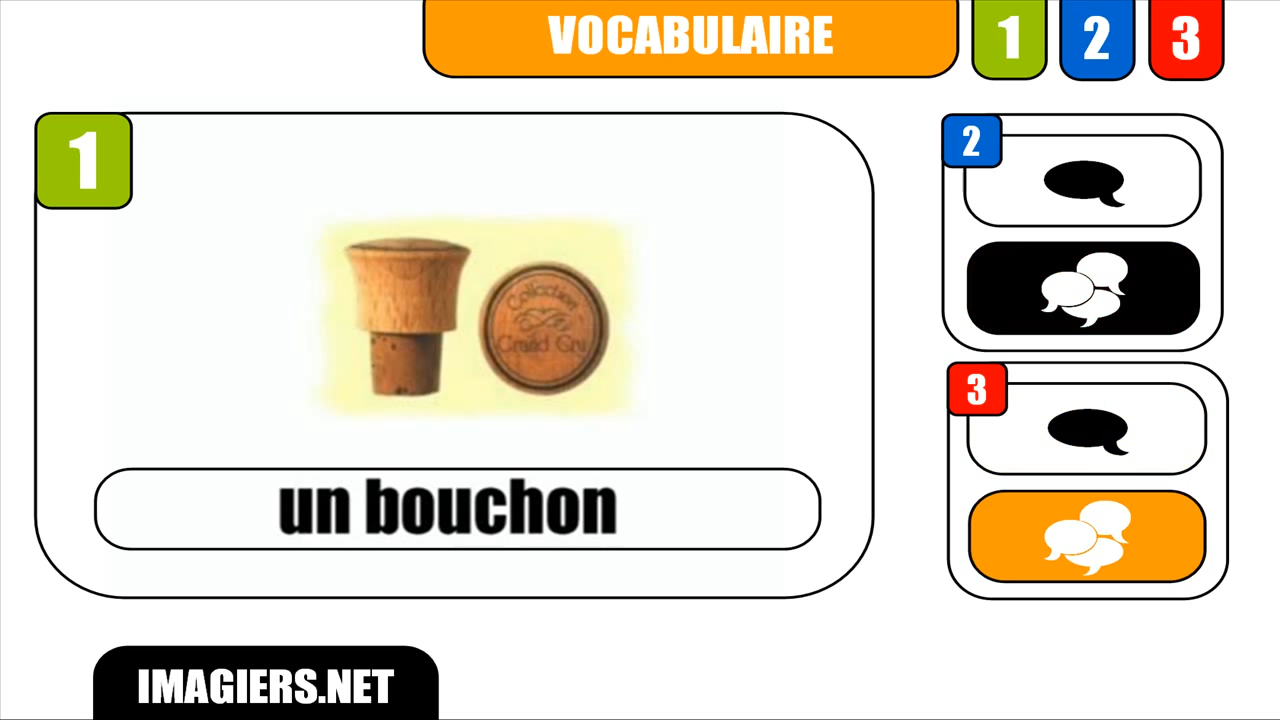 VOCABULAIRE
1
2
3
1
Collection
Grand Cru
un bouchon
2
3
IMAGIERS.NET